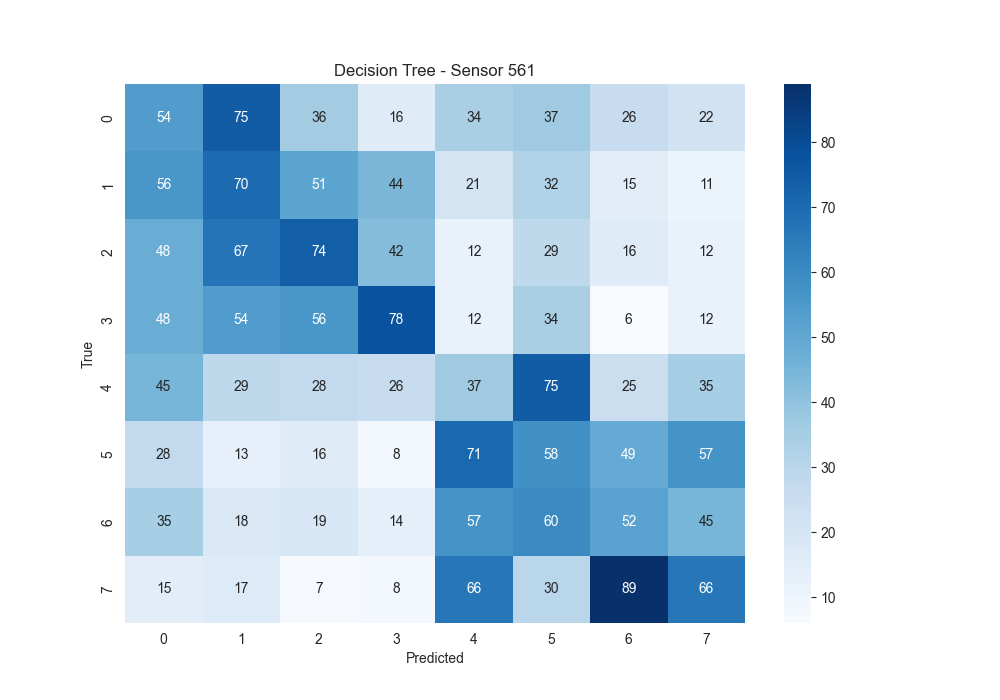 Decision Tree - Sensor 561
0 54 75 36 16 34 37 26 22
1 56 70 51 44 21 32 15 11
2 48 67 74 42 12 29 16 12
3 48 54 56 78 12 34 6 12
4 45 29 28 26 37 75 25 35
5 28 13 16 8 71 58 49 57
6 35 18 19 14 57 60 52 45
7 15 17 7 8 66 30 89 66
0 1 2 3 4 5 6 7
Predicted
True
80
70
60
50
40
30
20
10